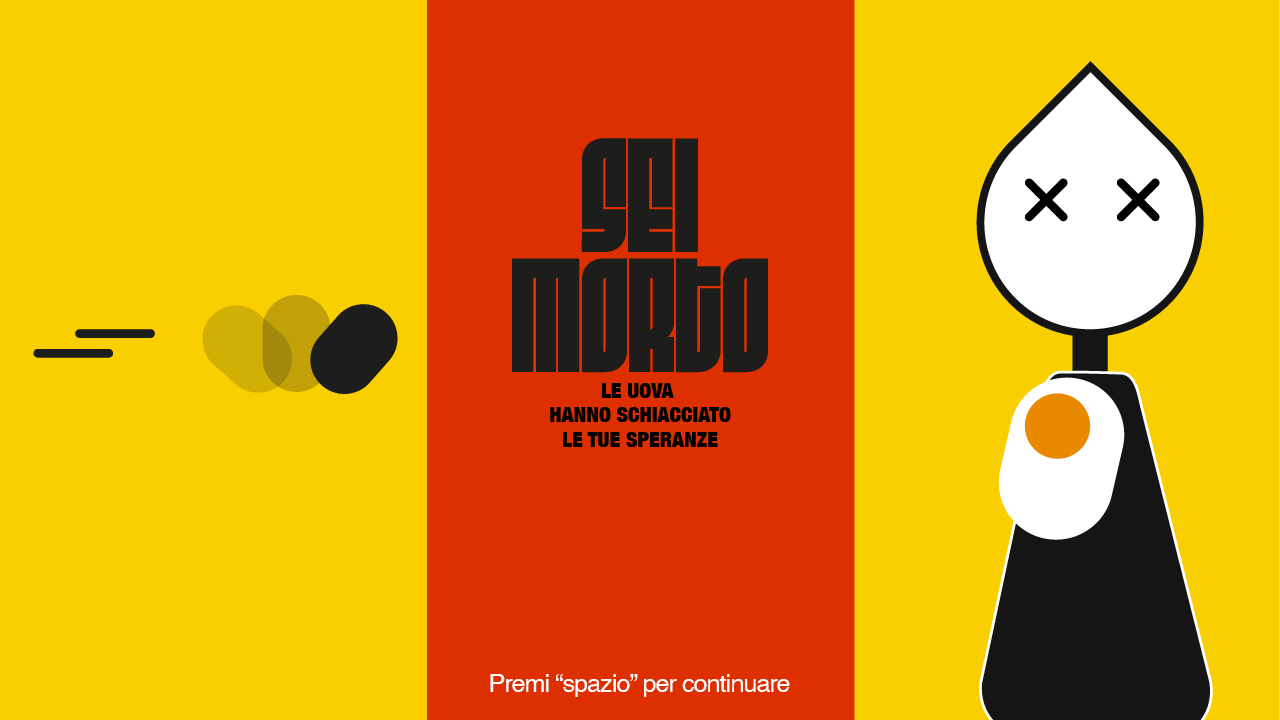 SEI
MORTO
LE UOVA
HANNO SCHIACCIATO
LE TUE SPERANZE
Premi “spazio” per continuare